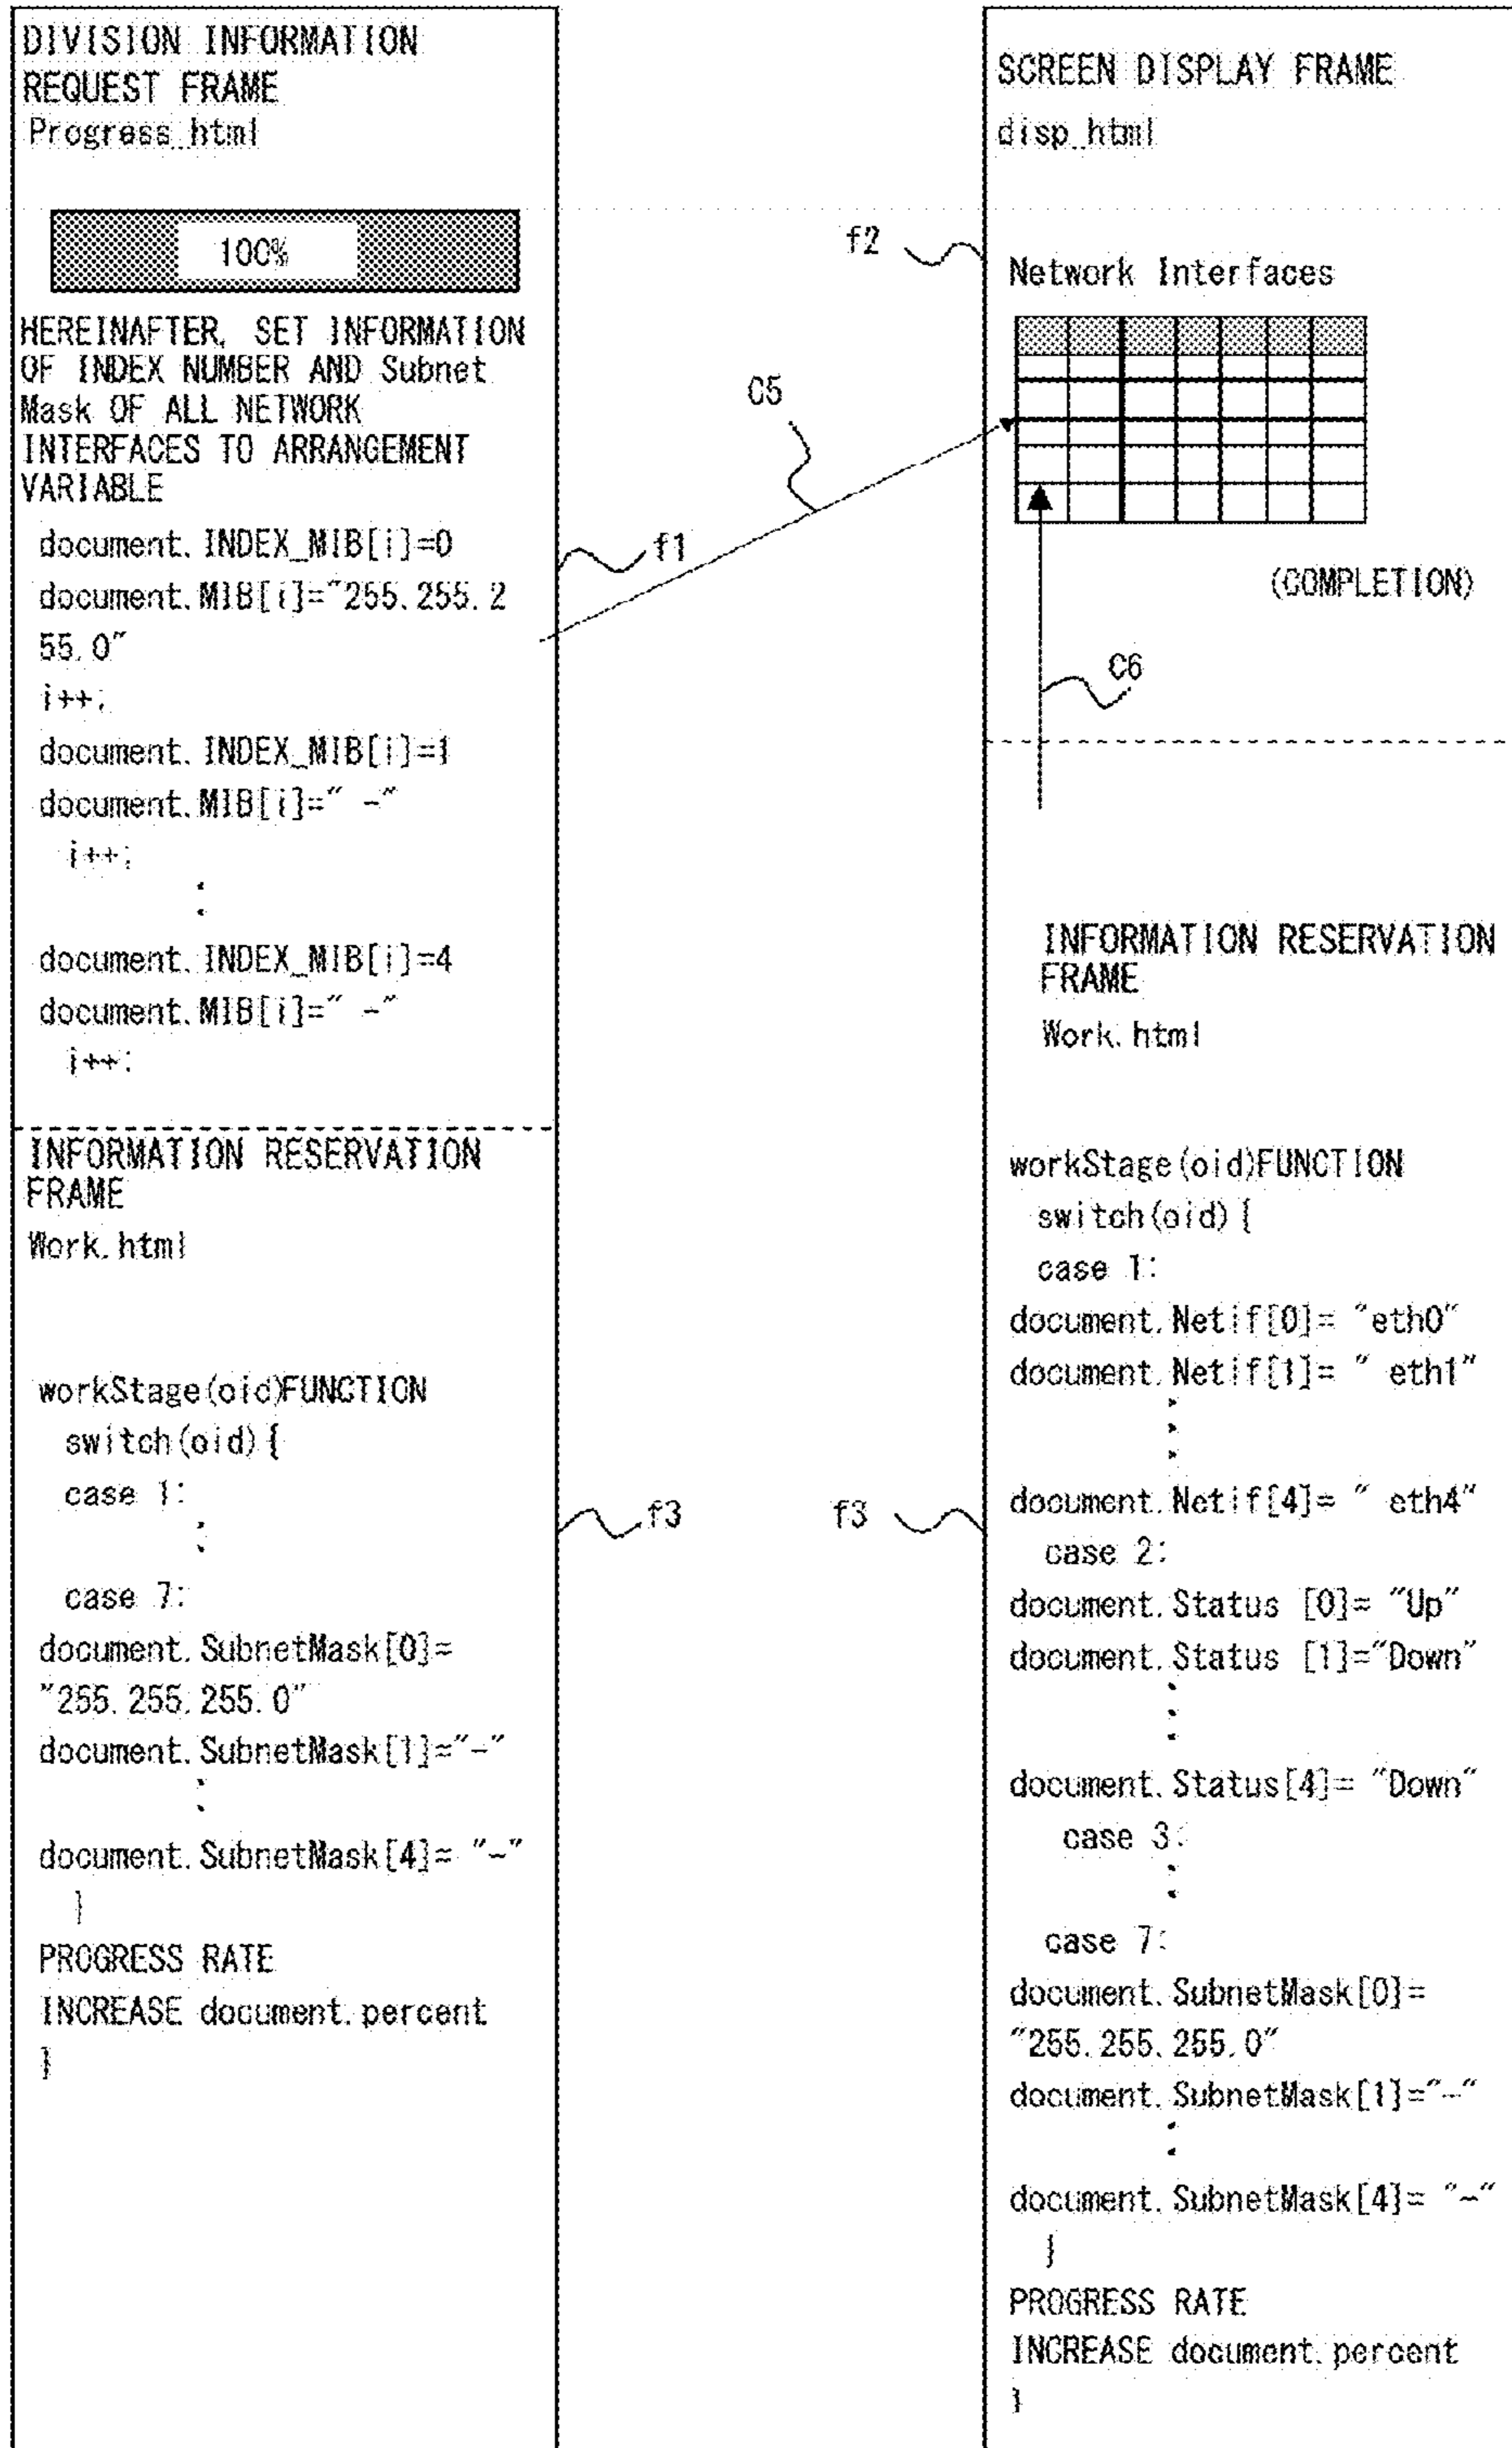 DIVISION INFORMATION
REQUEST FRAME
Progress.html
100%
HEREINAFTER, SET INFORMATION
OF INDEX NUMBER AND Subnet
Mask OF ALL NETWORK
INTERFACES TO ARRANGEMENT
VARIABLE
document.INDEX_MIB[i]=0
document.MIB[i]="255.255.2
55.0"
i++;
document.INDEX_MIB[i]=1
document.MIB[i]=" -"
i++;
:
document.INDEX_MIB[i]=4
document.MIB[i]=" -"
i++;
f1
INFORMATION RESERVATION
FRAME
Work.html
workStage(oid)FUNCTION
switch(oid){
case 1:
:
case 7:
document.SubnetMask[0]=
"255.255.255.0"
document.SubnetMask[1]="-"
:
document.SubnetMask[4]= "-"
}
PROGRESS RATE
INCREASE document.percent
}
f3
C5
SCREEN DISPLAY FRAME
disp.html
f2
Network Interfaces
(COMPLETION)
C6
INFORMATION RESERVATION
FRAME
Work.html
workStage(oid)FUNCTION
switch(oid){
case 1:
document.Netif[0]= "eth0"
document.Netif[1]= " eth1"
:
document.Netif[4]= " eth4"
case 2:
document.Status [0]= "Up"
document.Status [1]="Down"
:
document.Status[4]= "Down"
case 3:
:
case 7:
document.SubnetMask[0]=
"255.255.255.0"
document.SubnetMask[1]="-"
:
document.SubnetMask[4]= "-"
}
PROGRESS RATE
INCREASE document.percent
}
f3